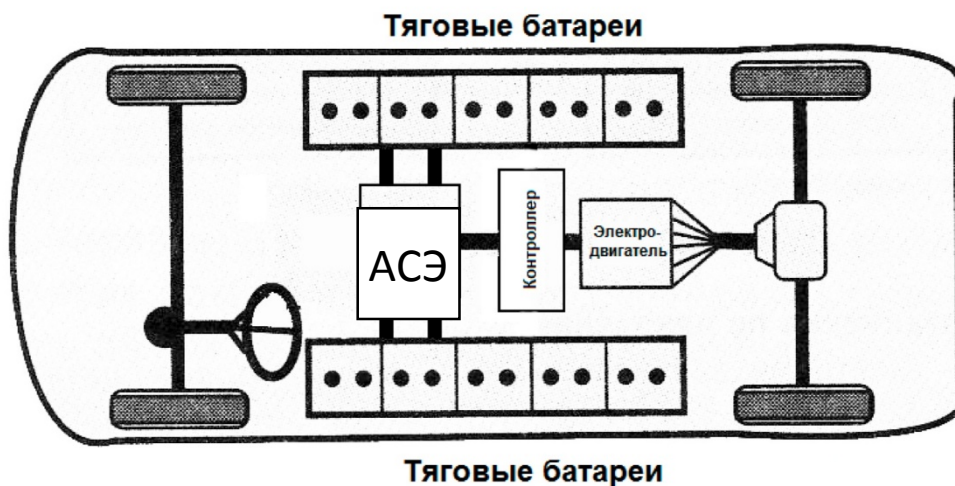 Тяговые батареи
АСЭ
Контроллер
Электро-
двигатель
Тяговые батареи